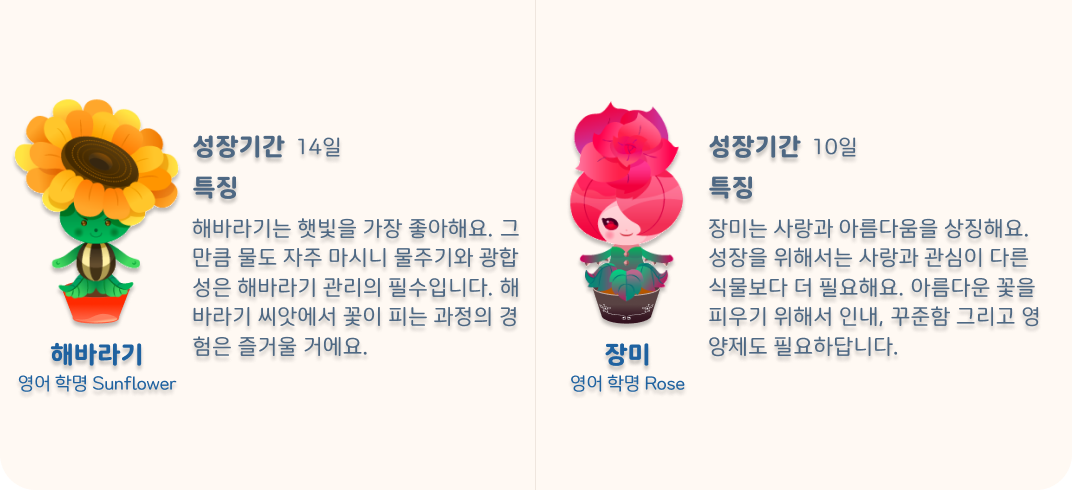 성장기간 14일
특징
해바라기는 햇빛을 가장 좋아해요. 그
만큼 물도 자주 마시니 물주기와 광합
성은 해바라기 관리의 필수입니다. 해
바라기 씨앗에서 꽃이 피는 과정의 경
험은 즐거울 거에요.
해바라기
영어 학명 Sunflower
성장기간 10일
특징
장미는 사랑과 아름다움을 상징해요.
성장을 위해서는 사랑과 관심이 다른
식물보다 더 필요해요. 아름다운 꽃을
피우기 위해서 인내, 꾸준함 그리고 영
양제도 필요하답니다.
장미
영어 학명 Rose